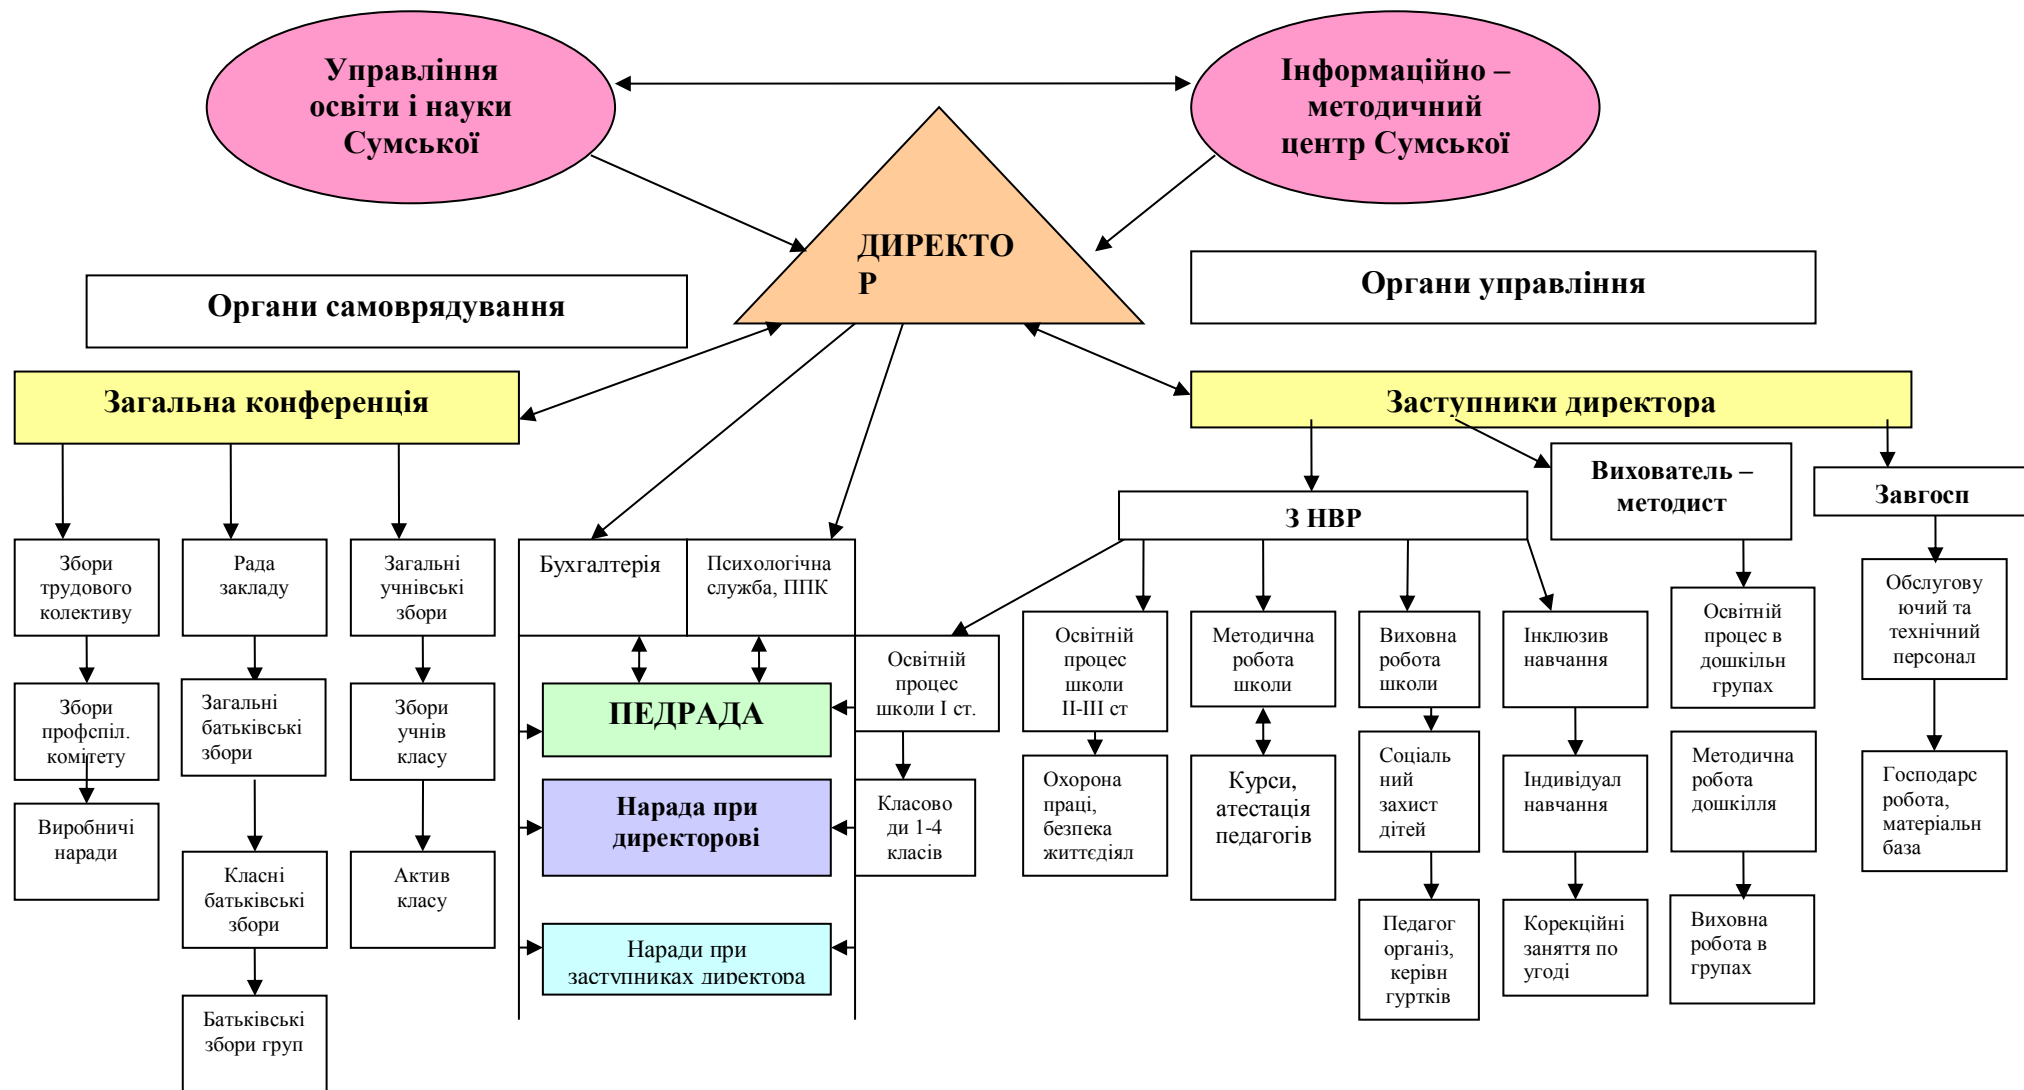 Управління
освіти і науки
Сумської
Інформаційно –
методичний
центр Сумської
ДИРЕКТО
Р
Органи самоврядування
Органи управління
Загальна конференція
Заступники директора
З НВР
Вихователь –
методист
Завгосп
Збори
трудового
колективу
Рада
закладу
Загальні
учнівські
збори
Бухгалтерія
Психологічна
служба, ППК
Освітній
процес
школи І ст.
Освітній
процес
школи
ІІ-ІІІ ст
Методична
робота
школи
Виховна
робота
школи
Інклюзив
навчання
Освітній
процес в
дошкільн
групах
Обслугову
ючий та
технічний
персонал
Збори
профспіл.
комітету
Загальні
батьківські
збори
Збори
учнів
класу
ПЕДРАДА
Нарада при
директорові
Наради при
заступниках директора
Класово
ди 1-4
класів
Охорона
праці,
безпека
життєдіял
Курси,
атестація
педагогів
Соціаль
ний
захист
дітей
Індивідуал
навчання
Методична
робота
дошкілля
Господарс
робота,
матеріальн
база
Виробничі
наради
Класні
батьківські
збори
Актив
класу
Педагог
організ,
керівн
гуртків
Корекційні
заняття по
угоді
Виховна
робота в
групах
Батьківські
збори груп